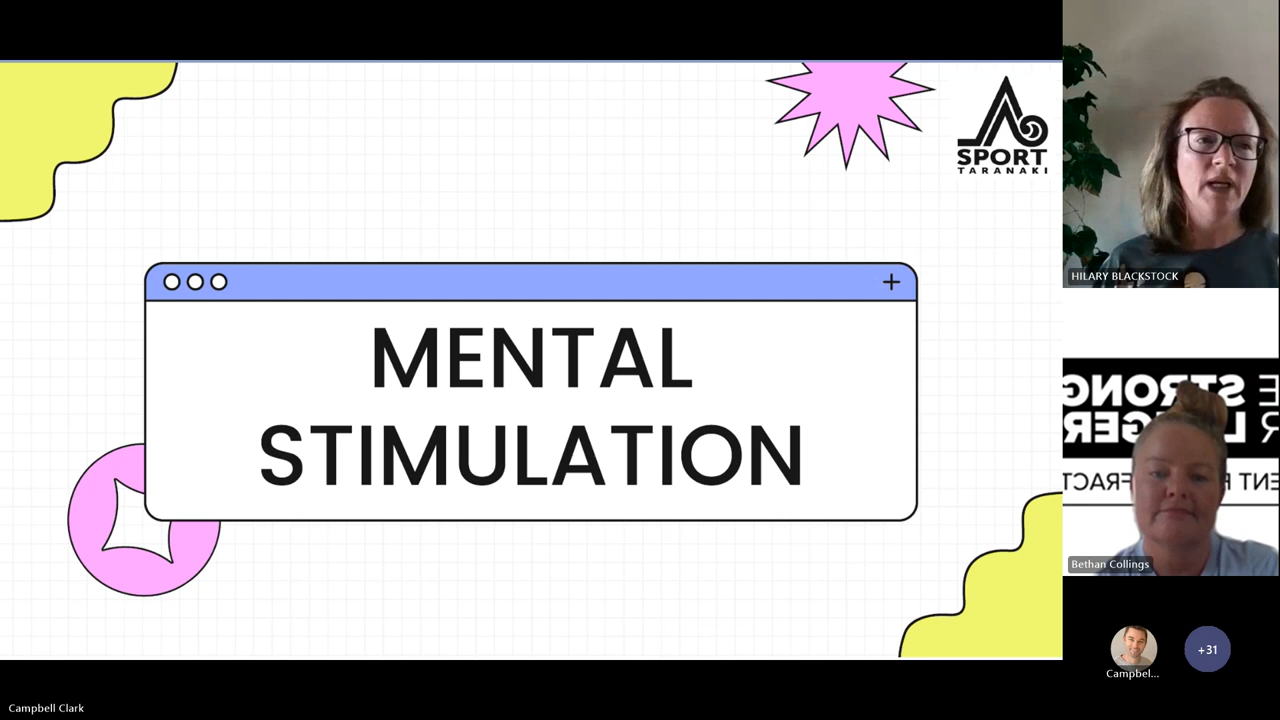 SPORT
TARANAKI
MENTAL
STIMULATION
HILARY BLACKSTOCK
Bethan Collings
Campbel...
+31
Campbell Clark